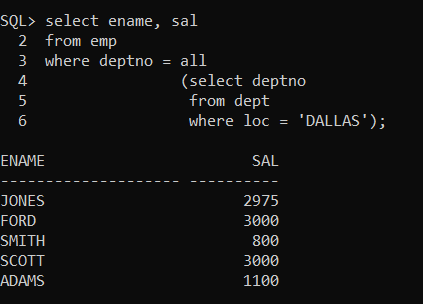 SQL> select ename, sal
  2  from emp
  3  where deptno = all
  4                 (select deptno
  5                  from dept
  6                  where loc = 'DALLAS');
ENAME                       SAL
-------------------- ----------
JONES                      2975
FORD                       3000
SMITH                       800
SCOTT                      3000
ADAMS                      1100